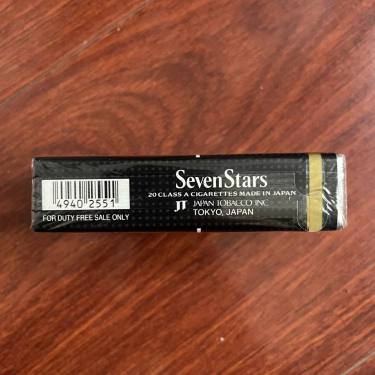 4940 2551
FOR DUTY FREE SALE ONLY
SevenStars
20 CLASS A CIGARETTES MADE IN JAPAN
JT JAPAN TOBACCO INC.
TOKYO, JAPAN